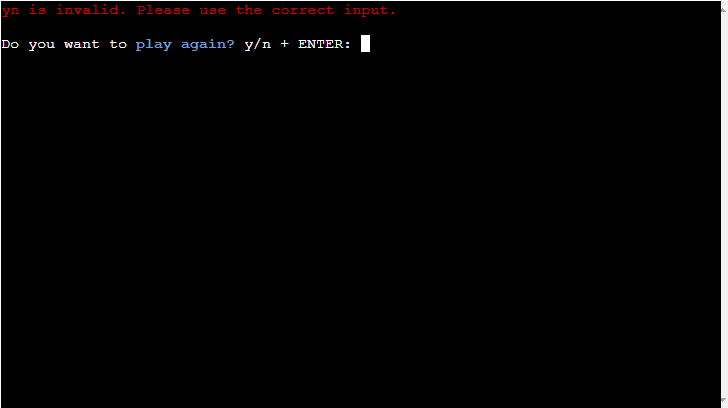 yn is invalid. Please use the correct input.
Do you want to play again? y/n + ENTER: